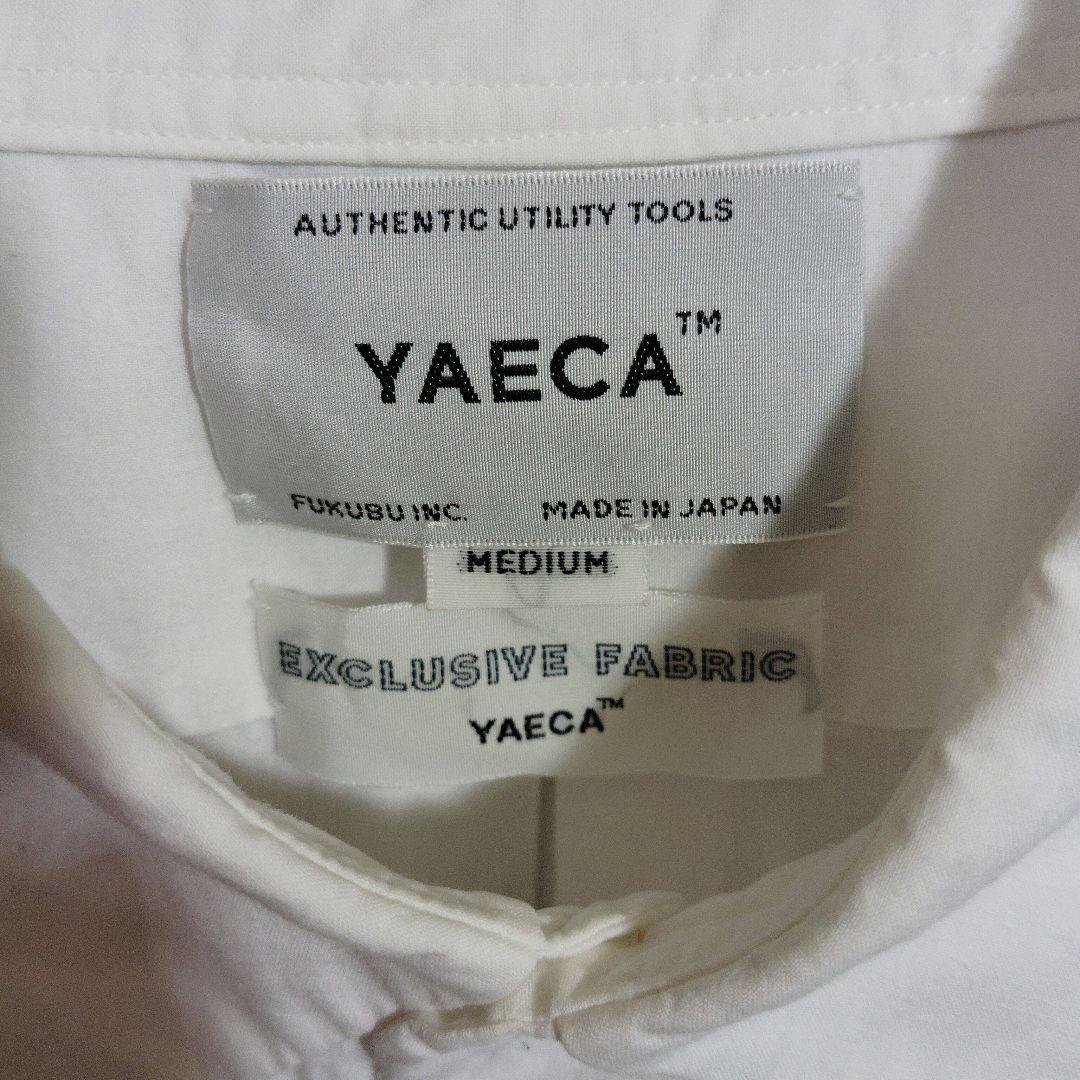 AUTHENTIC UTILITY TOOLS
YAECA™
FUKUBU INC. MADE IN JAPAN
MEDIUM
EXCLUSIVE FABRIC
YAECA™